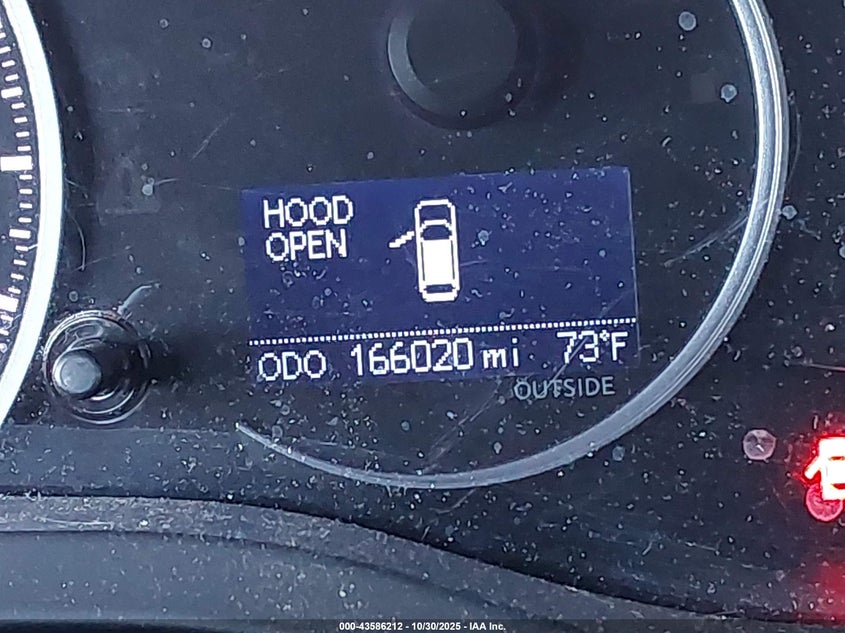 HOOD
OPEN
ODO 166020 mi 73°F
OUTSIDE
000-43586212 - 10/30/2025 - IAA Inc.